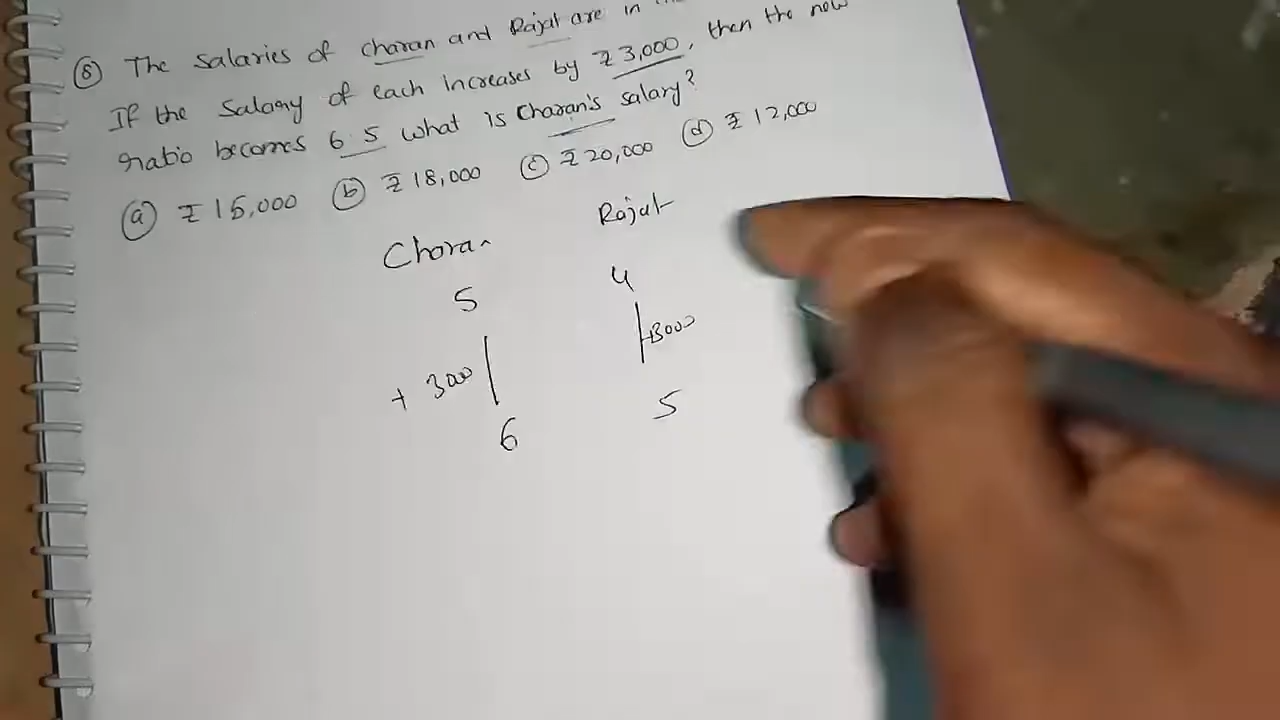 ⑧ The salaries of Charan and Rajat are in
If the salary of each increases by ₹ 3,000, then the new
ratio becomes 6:5 what is Charan's salary?
ⓐ ₹ 15,000 ⓑ ₹ 18,000 ⓒ ₹ 20,000 ⓓ ₹ 12,000
Charan Rajat
5 4
+ 3000 +3000
6 5